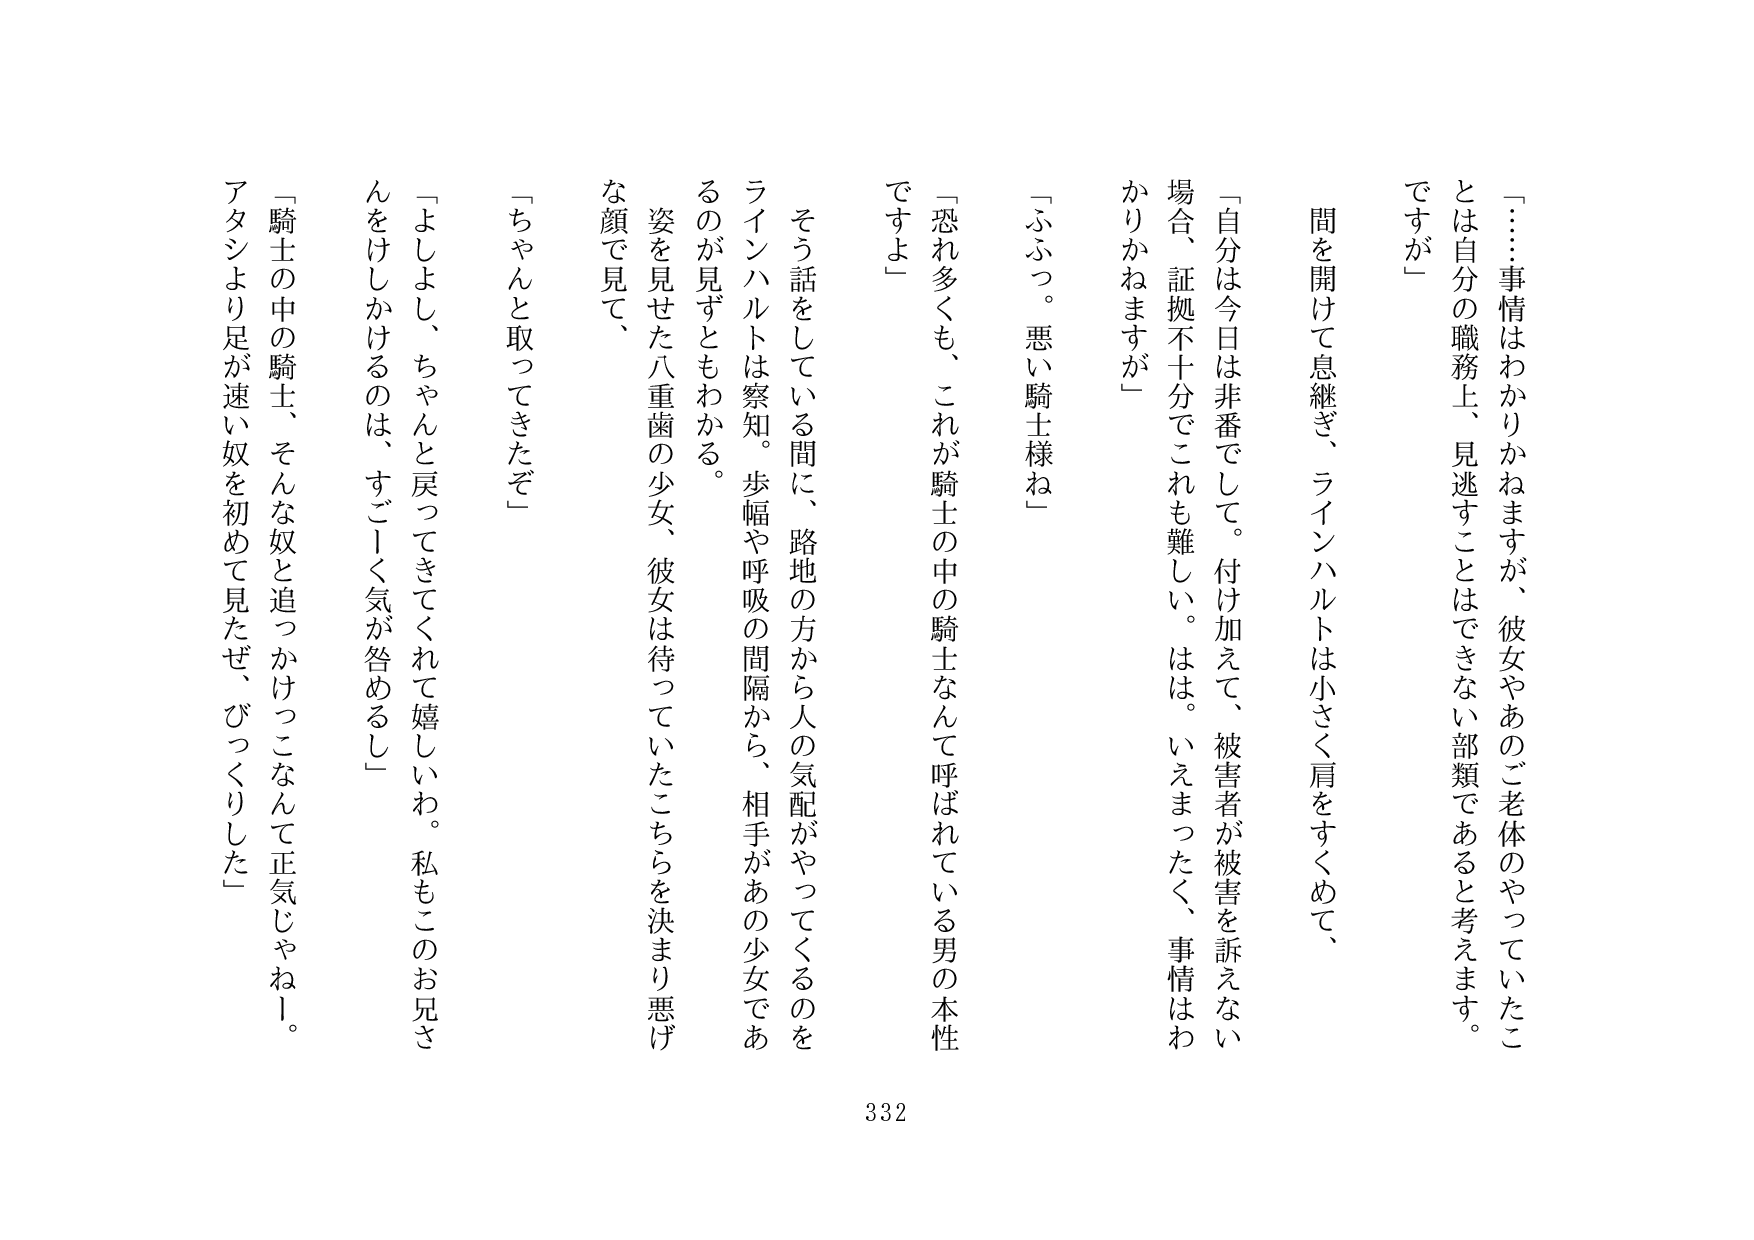 「……事情はわかりかねますが、彼女やあのご老体のやっていたこ
とは自分の職務上、見逃すことはできない部類であると考えます。
ですが」
間を開けて息継ぎ、ラインハルトは小さく肩をすくめて、
「自分は今日は非番でして。付け加えて、被害者が被害を訴えない
場合、証拠不十分でこれも難しい。はは。いえまったく、事情はわ
かりかねますが」
「ふふっ。悪い騎士様ね」
「恐れ多くも、これが騎士の中の騎士なんて呼ばれている男の本性
ですよ」
そう話をしている間に、路地の方から人の気配がやってくるのを
ラインハルトは察知。歩幅や呼吸の間隔から、相手があの少女であ
るのが見ずともわかる。
姿を見せた八重歯の少女、彼女は待っていたこちらを決まり悪げ
な顔で見て、
「ちゃんと取ってきたぞ」
「よしよし、ちゃんと戻ってきてくれて嬉しいわ。私もこのお兄さ
んをけしかけるのは、すごーく気が咎めるし」
「騎士の中の騎士、そんな奴と追っかけっこなんて正気じゃねー。
アタシより足が速い奴を初めて見たぜ、びっくりした」
332